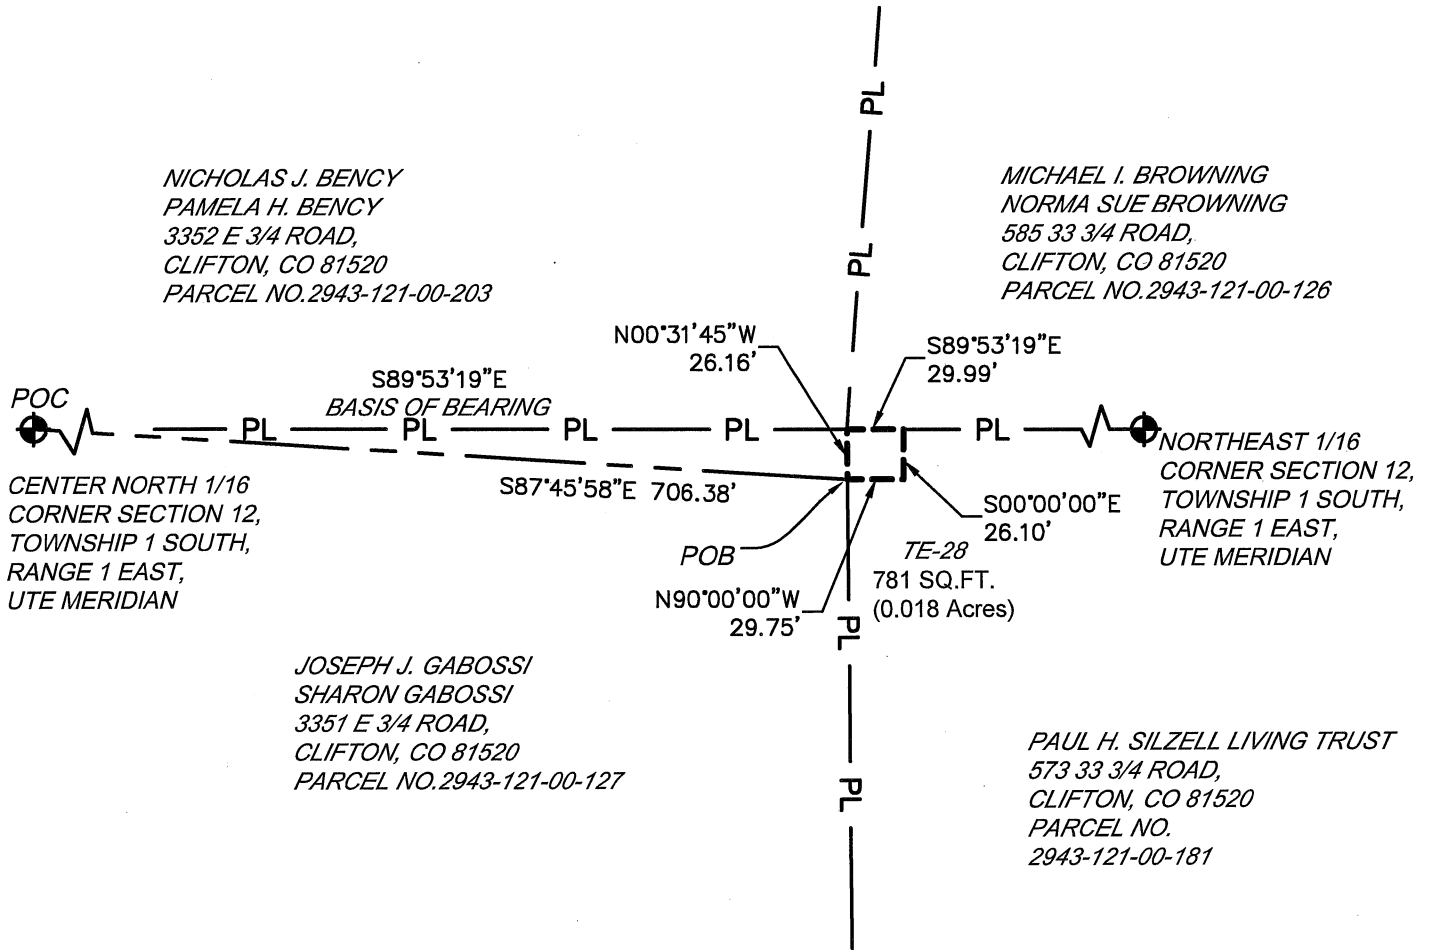 PL
NICHOLAS J. BENCY
PAMELA H. BENCY
3352 E 3/4 ROAD,
CLIFTON, CO 81520
PARCEL NO.2943-121-00-203
MICHAEL I. BROWNING
NORMA SUE BROWNING
585 33 3/4 ROAD,
CLIFTON, CO 81520
PARCEL NO.2943-121-00-126
PL
N00°31'45"W
26.16'
S89°53'19"E
29.99'
S89°53'19"E
BASIS OF BEARING
POC
PL PL PL PL PL
S87°45'58"E 706.38'
CENTER NORTH 1/16
CORNER SECTION 12,
TOWNSHIP 1 SOUTH,
RANGE 1 EAST,
UTE MERIDIAN
NORTHEAST 1/16
CORNER SECTION 12,
TOWNSHIP 1 SOUTH,
RANGE 1 EAST,
UTE MERIDIAN
S00°00'00"E
26.10'
POB
TE-28
781 SQ.FT.
(0.018 Acres)
N90°00'00"W
29.75'
PL
JOSEPH J. GABOSSI
SHARON GABOSSI
3351 E 3/4 ROAD,
CLIFTON, CO 81520
PARCEL NO.2943-121-00-127
PL
PAUL H. SILZELL LIVING TRUST
573 33 3/4 ROAD,
CLIFTON, CO 81520
PARCEL NO.
2943-121-00-181